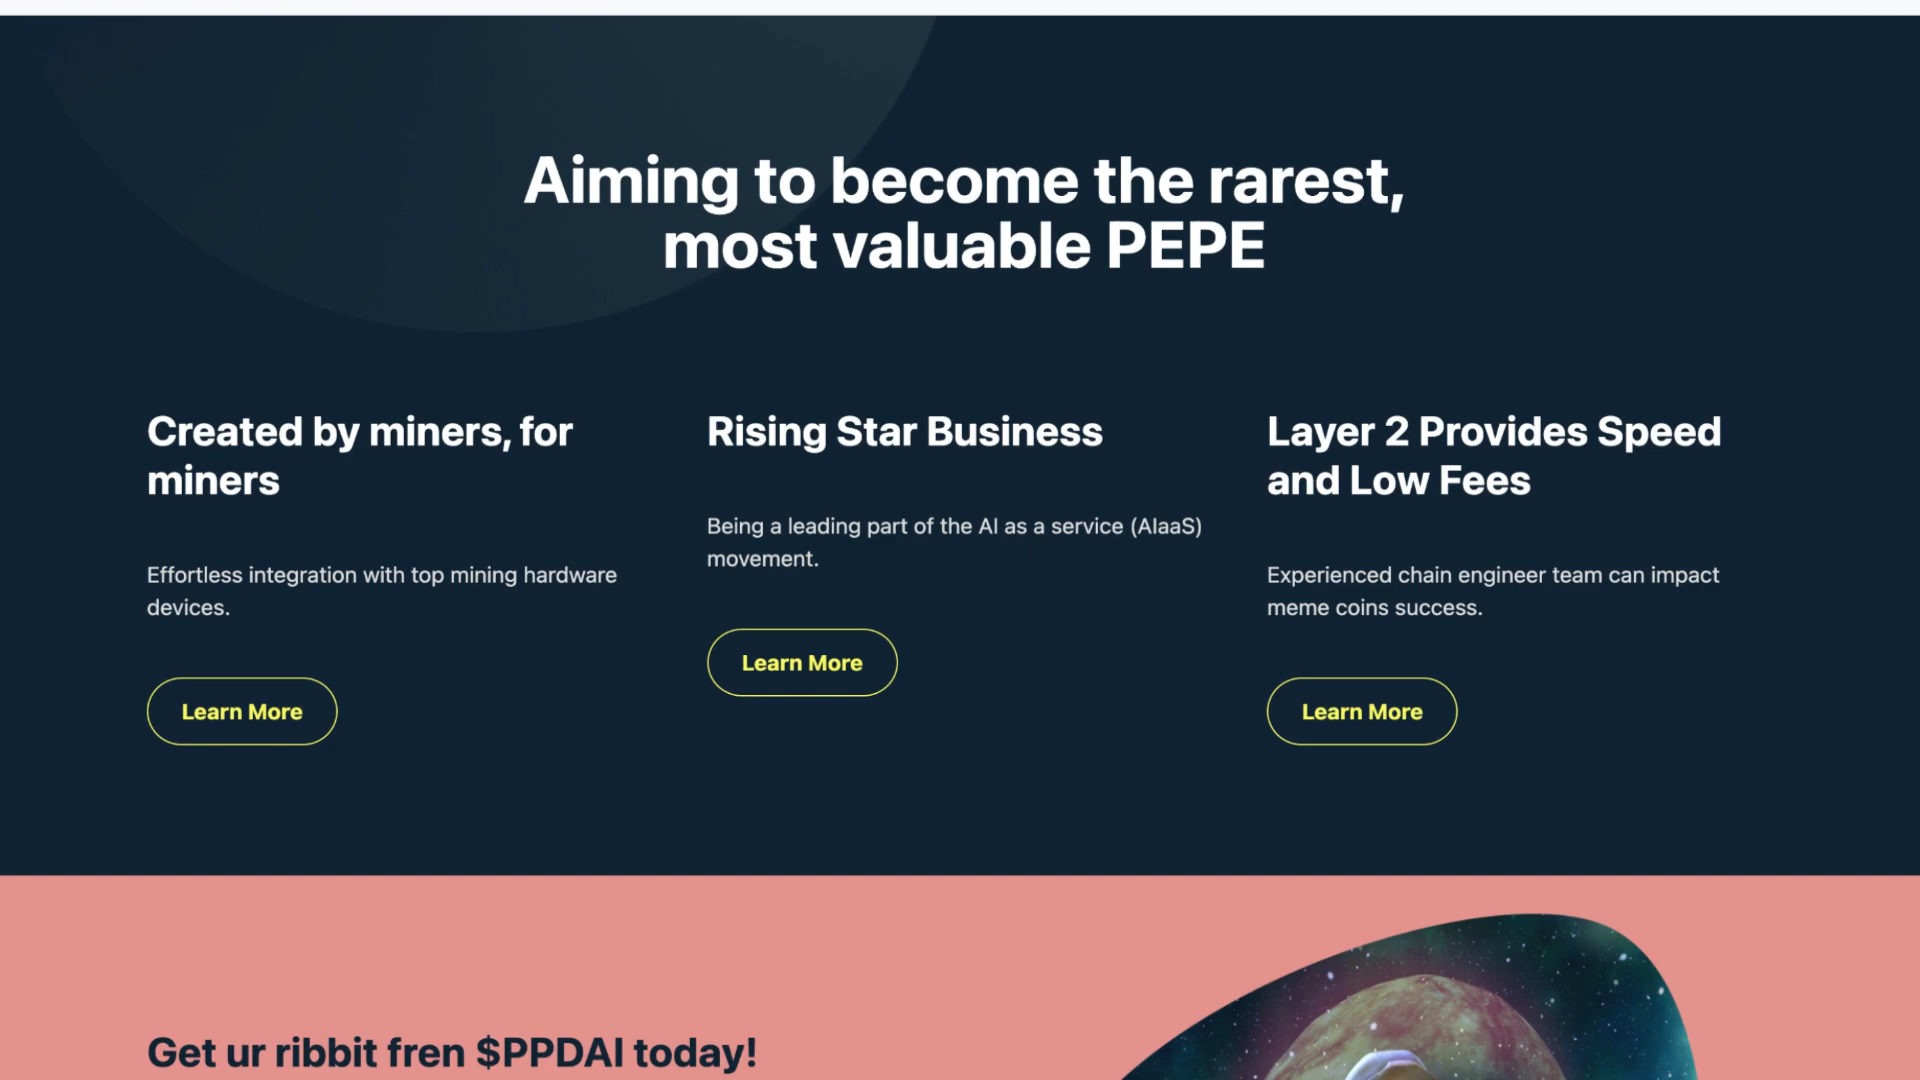 Aiming to become the rarest,
most valuable PEPE
Created by miners, for
miners
Effortless integration with top mining hardware
devices.
Learn More
Rising Star Business
Being a leading part of the AI as a service (AIaaS)
movement.
Learn More
Layer 2 Provides Speed
and Low Fees
Experienced chain engineer team can impact
meme coins success.
Learn More
Get ur ribbit fren $PPDAI today!